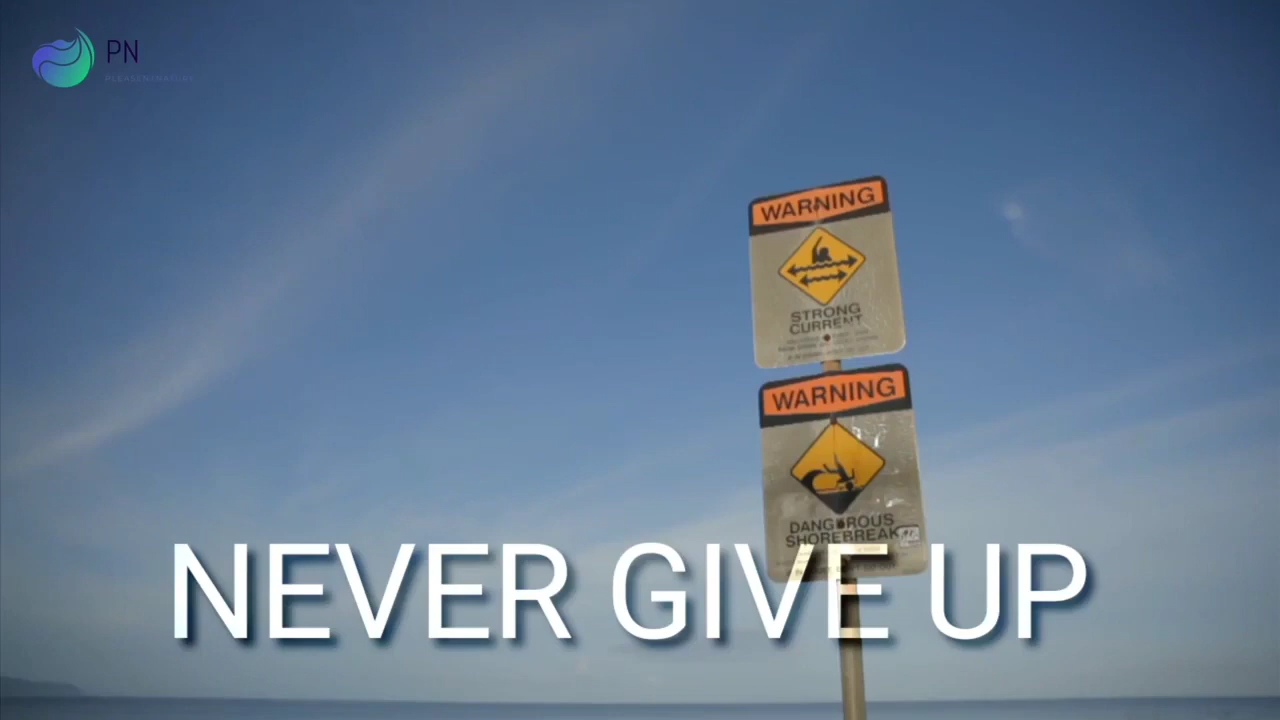 PN
WARNING
STRONG
CURRENT
WARNING
DANGEROUS
SHOREBREAK
NEVER GIVE UP